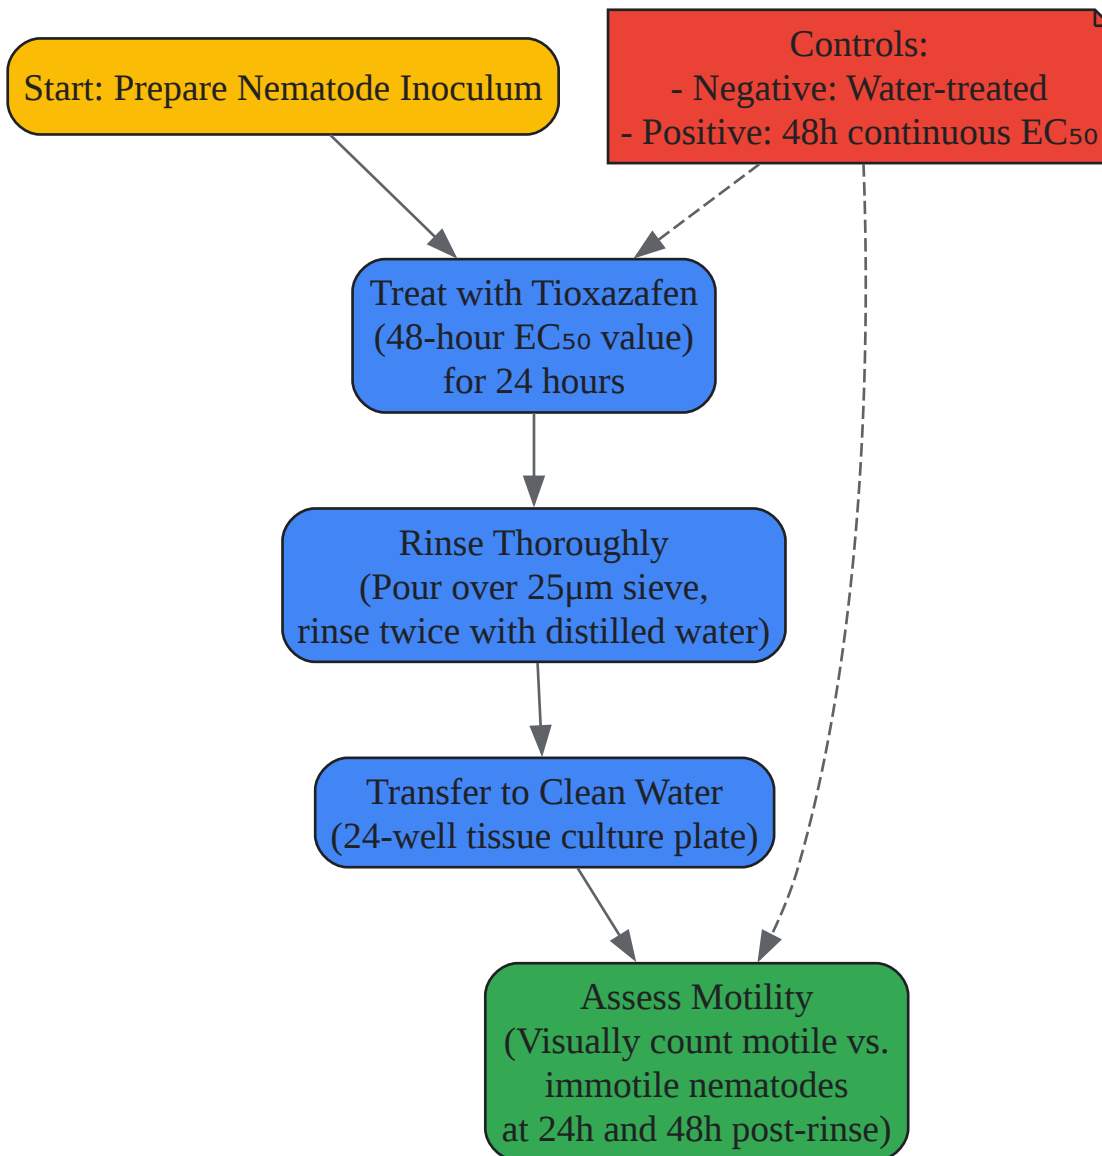 Start: Prepare Nematode Inoculum
Controls:
- Negative: Water-treated
- Positive: 48h continuous EC₅₀
Treat with Tioxazafen
(48-hour EC₅₀ value)
for 24 hours
Rinse Thoroughly
(Pour over 25μm sieve,
rinse twice with distilled water)
Transfer to Clean Water
(24-well tissue culture plate)
Assess Motility
(Visually count motile vs.
immotile nematodes
at 24h and 48h post-rinse)